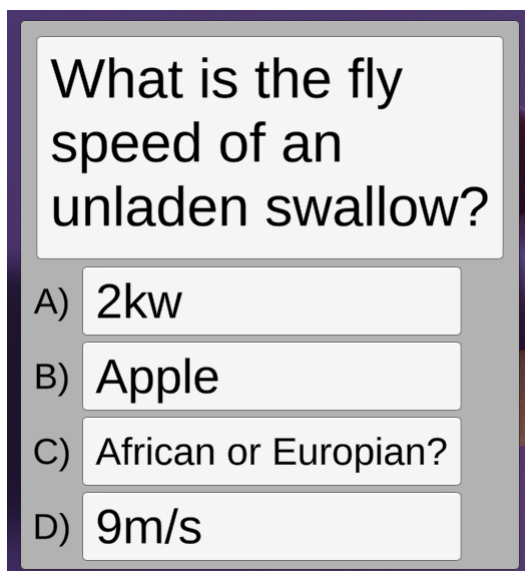 What is the fly
speed of an
unladen swallow?
A) 2kw
B) Apple
C) African or Europian?
D) 9m/s